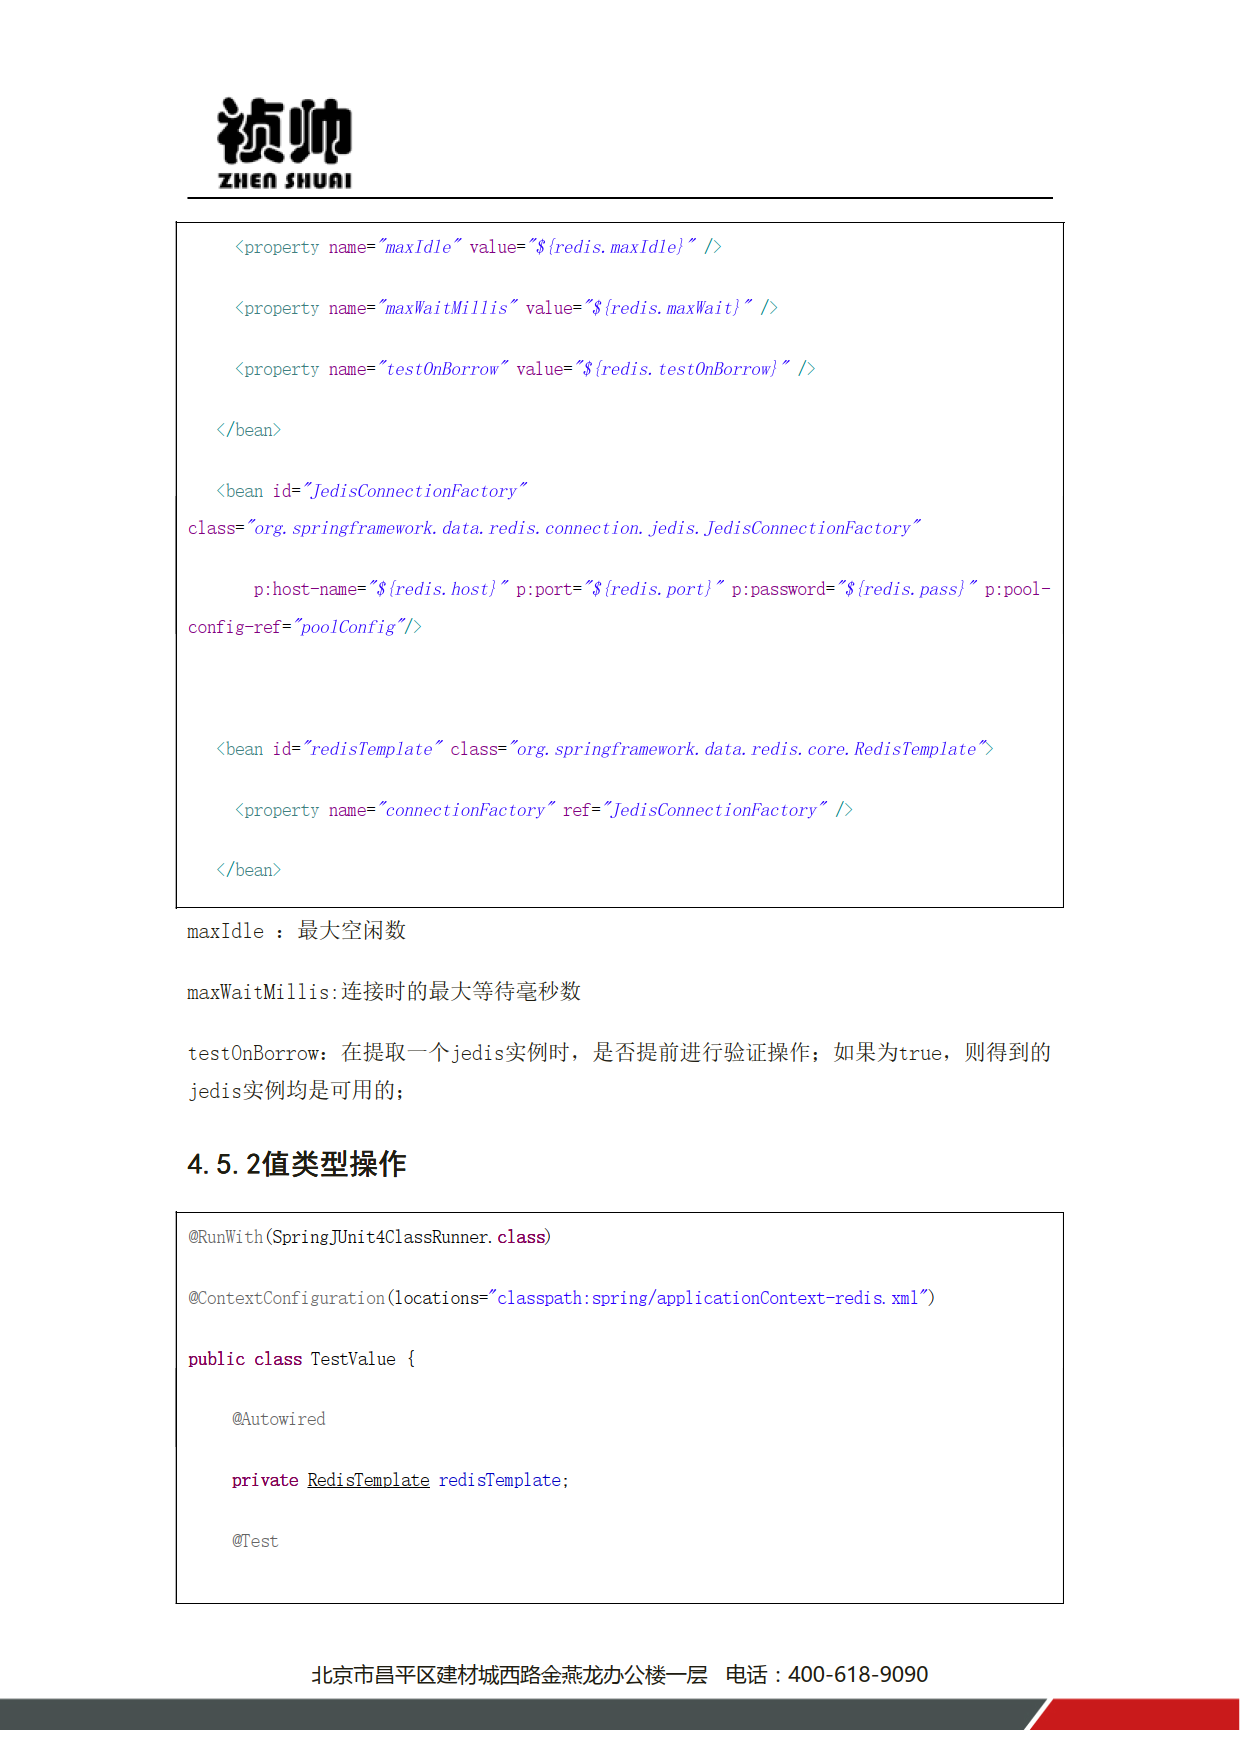 祯帅
ZHEN SHUAI
<property name="maxIdle" value="${redis.maxIdle}" />
<property name="maxWaitMillis" value="${redis.maxWait}" />
<property name="testOnBorrow" value="${redis.testOnBorrow}" />
</bean>
<bean id="JedisConnectionFactory"
class="org.springframework.data.redis.connection.jedis.JedisConnectionFactory"
p:host-name="${redis.host}" p:port="${redis.port}" p:password="${redis.pass}" p:pool-
config-ref="poolConfig"/>
<bean id="redisTemplate" class="org.springframework.data.redis.core.RedisTemplate">
<property name="connectionFactory" ref="JedisConnectionFactory" />
</bean>
maxIdle ：最大空闲数
maxWaitMillis:连接时的最大等待毫秒数
testOnBorrow：在提取一个jedis实例时，是否提前进行验证操作；如果为true，则得到的
jedis实例均是可用的；
4.5.2值类型操作
@RunWith(SpringJUnit4ClassRunner.class)
@ContextConfiguration(locations="classpath:spring/applicationContext-redis.xml")
public class TestValue {
@Autowired
private RedisTemplate redisTemplate;
@Test
北京市昌平区建材城西路金燕龙办公楼一层 电话：400-618-9090